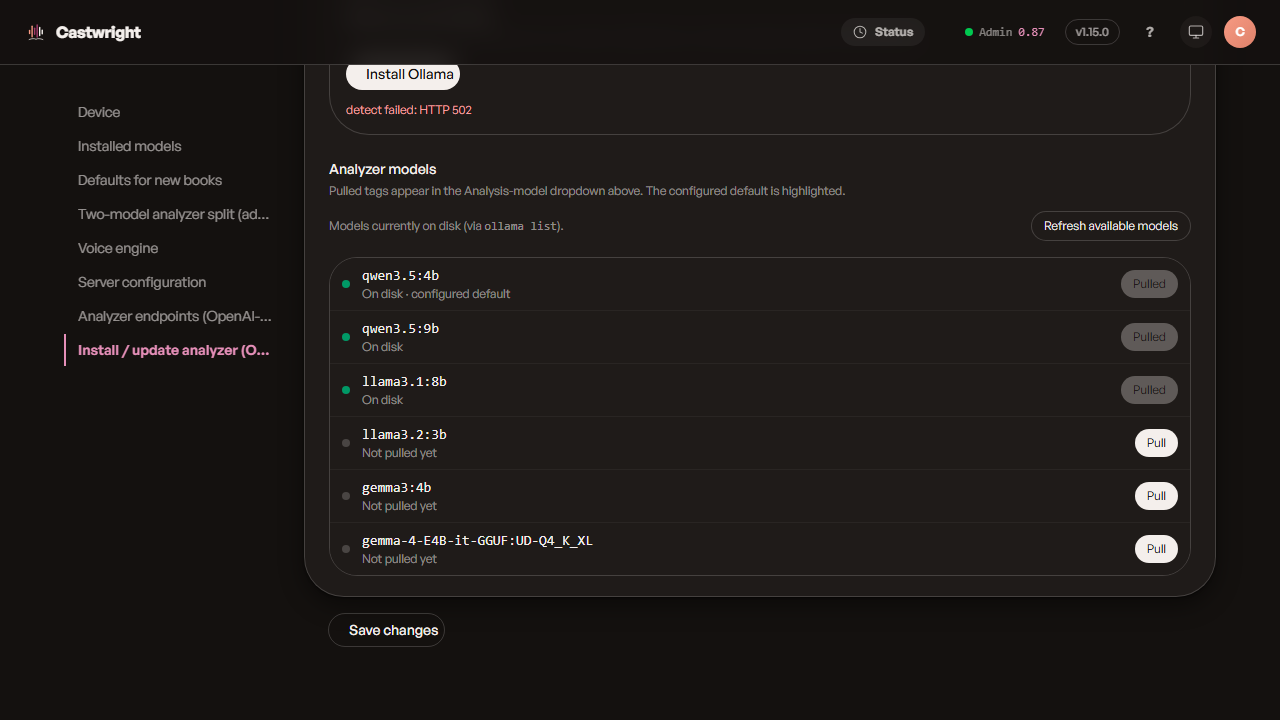 Castwright
Status
Admin 0.87
v1.15.0
?
C
Device
Installed models
Defaults for new books
Two-model analyzer split (ad...
Voice engine
Server configuration
Analyzer endpoints (OpenAI-...
Install / update analyzer (O...
Install Ollama
detect failed: HTTP 502
Analyzer models
Pulled tags appear in the Analysis-model dropdown above. The configured default is highlighted.
Models currently on disk (via ollama list).
Refresh available models
qwen3.5:4b
On disk · configured default
Pulled
qwen3.5:9b
On disk
Pulled
llama3.1:8b
On disk
Pulled
llama3.2:3b
Not pulled yet
Pull
gemma3:4b
Not pulled yet
Pull
gemma-4-E4B-it-GGUF:UD-Q4_K_XL
Not pulled yet
Pull
Save changes